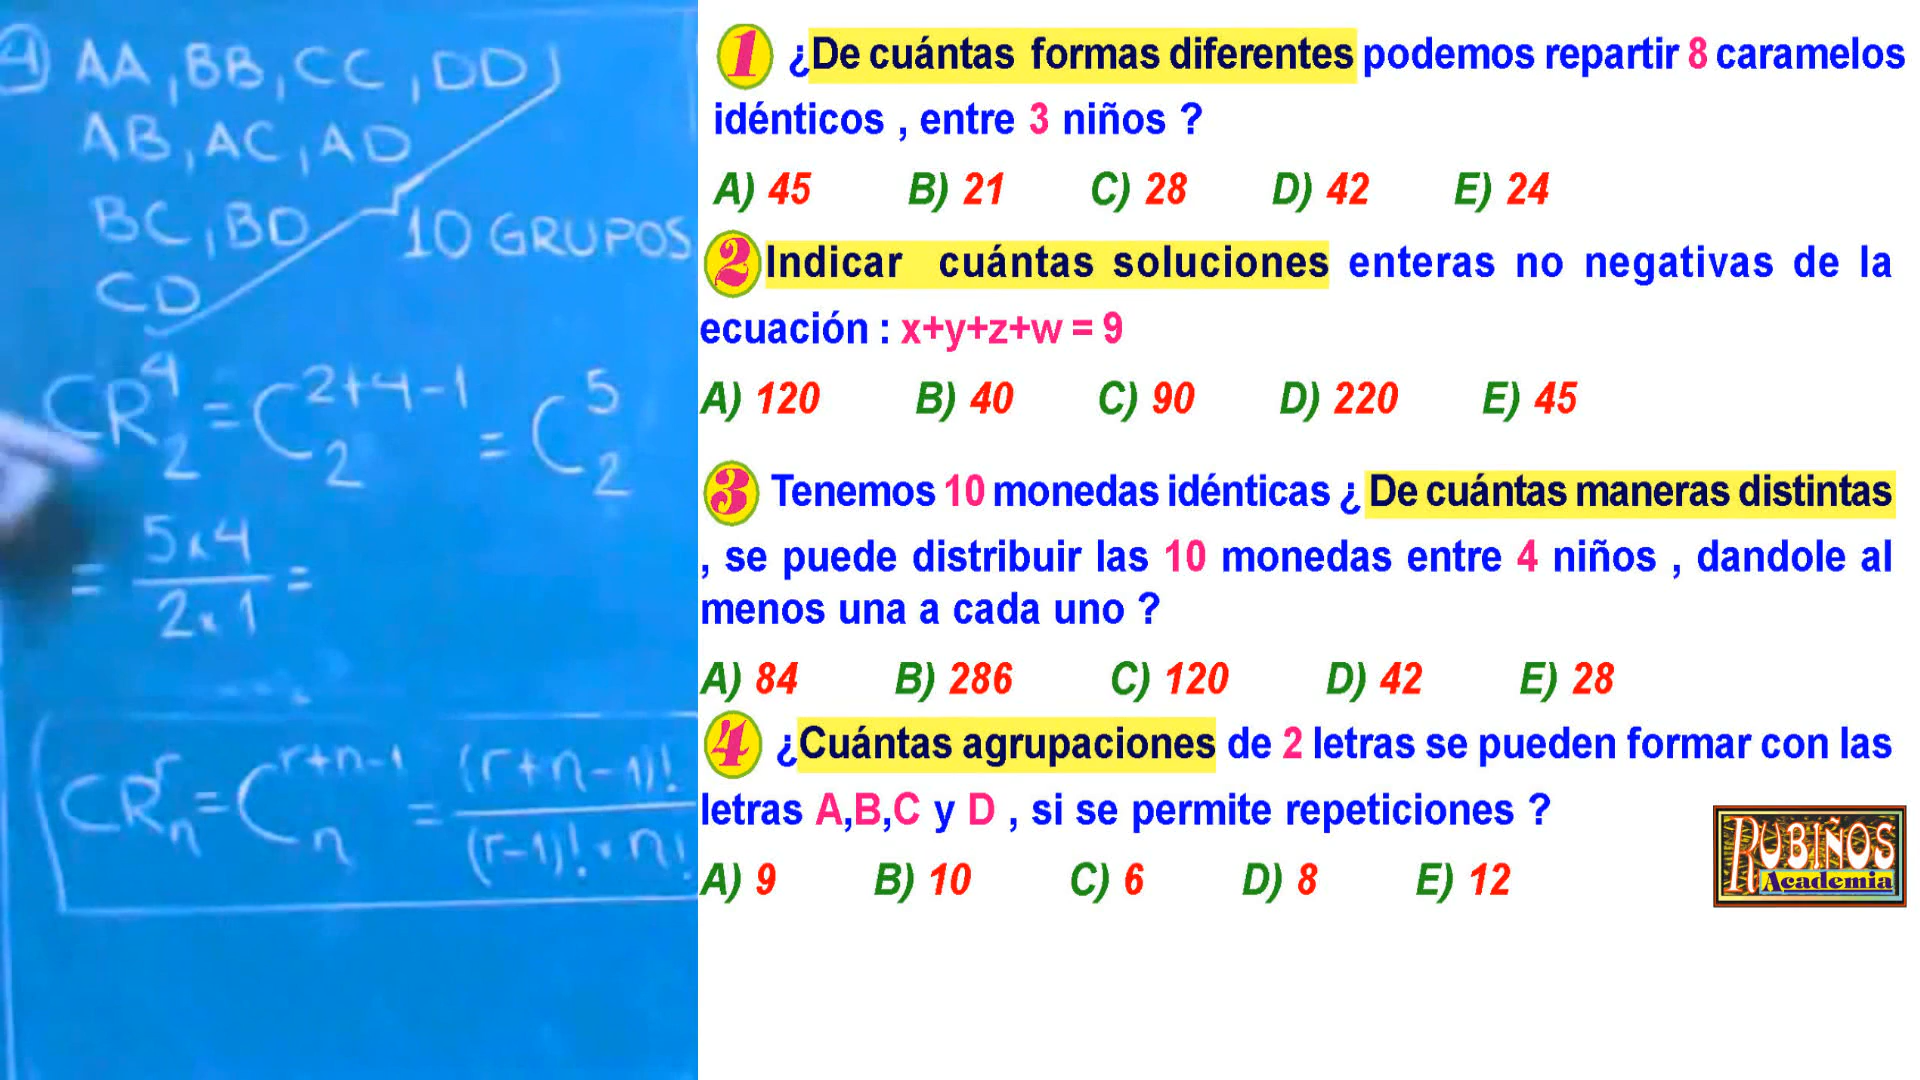 4) AA, BB, CC, DD
AB, AC, AD
BC, BD
10 GRUPOS
CD
CR⁴₂ = C²⁺⁴⁻¹₂ = C⁵₂
= 5x4 / 2x1 =
CRʳₙ = Cʳ⁺ⁿ⁻¹ₙ = (r+n-1)! / (r-1)! . n!
1 ¿De cuántas formas diferentes podemos repartir 8 caramelos
idénticos , entre 3 niños ?
A) 45 B) 21 C) 28 D) 42 E) 24
2 Indicar cuántas soluciones enteras no negativas de la
ecuación : x+y+z+w = 9
A) 120 B) 40 C) 90 D) 220 E) 45
3 Tenemos 10 monedas idénticas ¿ De cuántas maneras distintas
, se puede distribuir las 10 monedas entre 4 niños , dandole al
menos una a cada uno ?
A) 84 B) 286 C) 120 D) 42 E) 28
4 ¿Cuántas agrupaciones de 2 letras se pueden formar con las
letras A,B,C y D , si se permite repeticiones ?
A) 9 B) 10 C) 6 D) 8 E) 12
RUBIÑOS
Academia